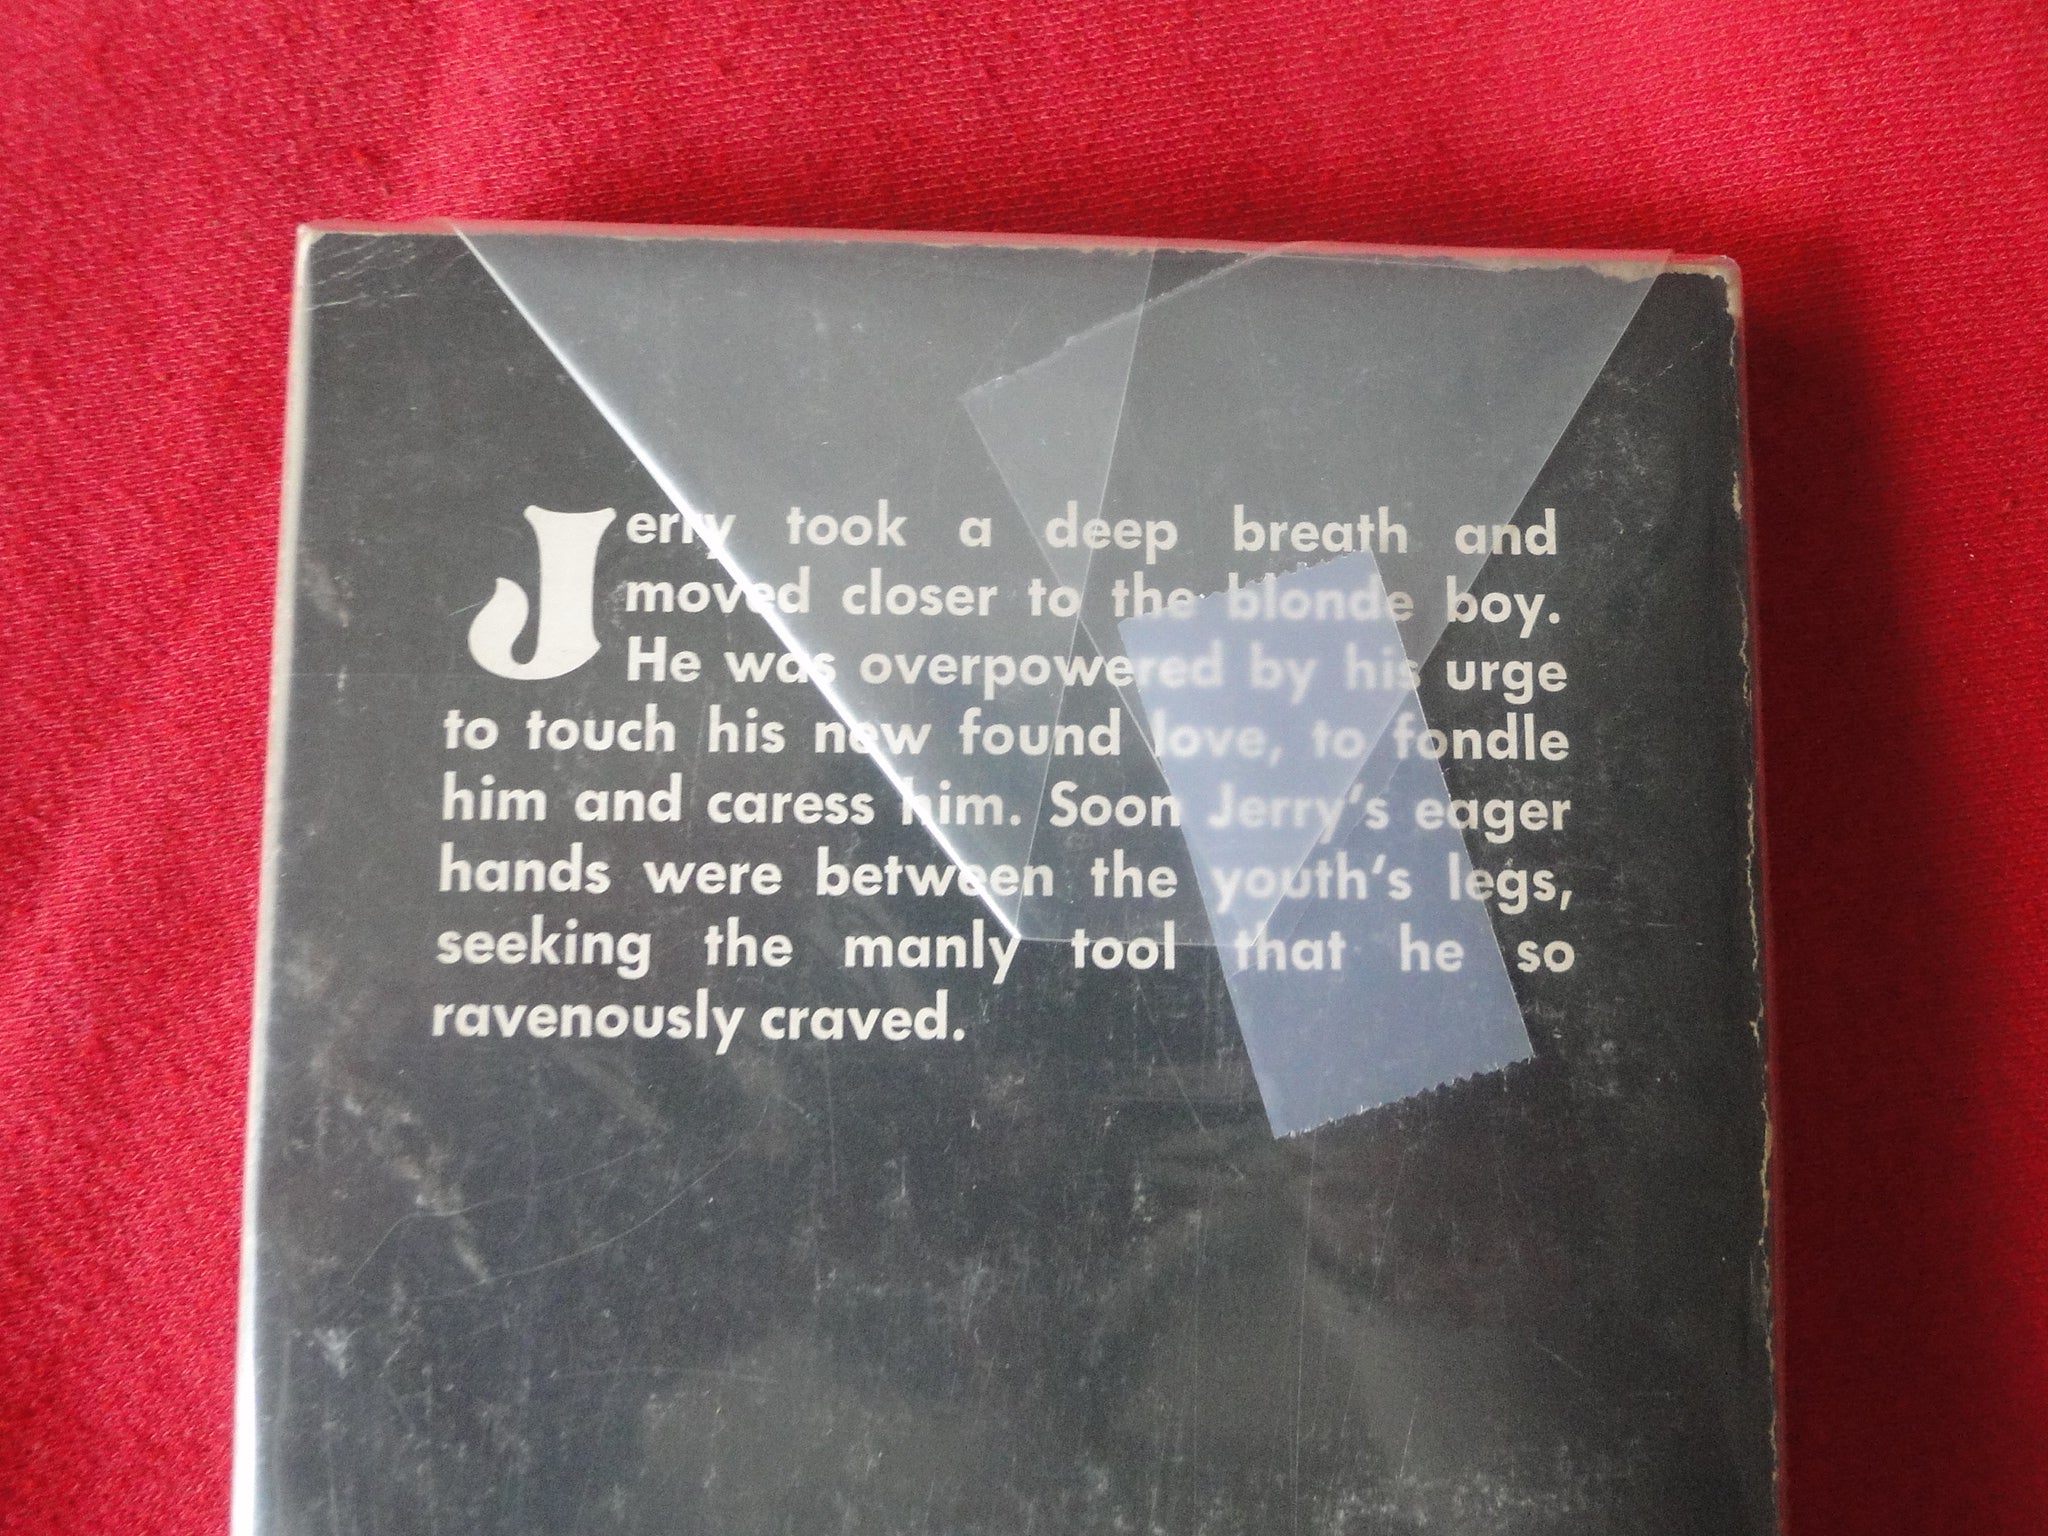 Jerry took a deep breath and
moved closer to the blonde boy.
He was overpowered by his urge
to touch his new found love, to fondle
him and caress him. Soon Jerry's eager
hands were between the youth's legs,
seeking the manly tool that he so
ravenously craved.